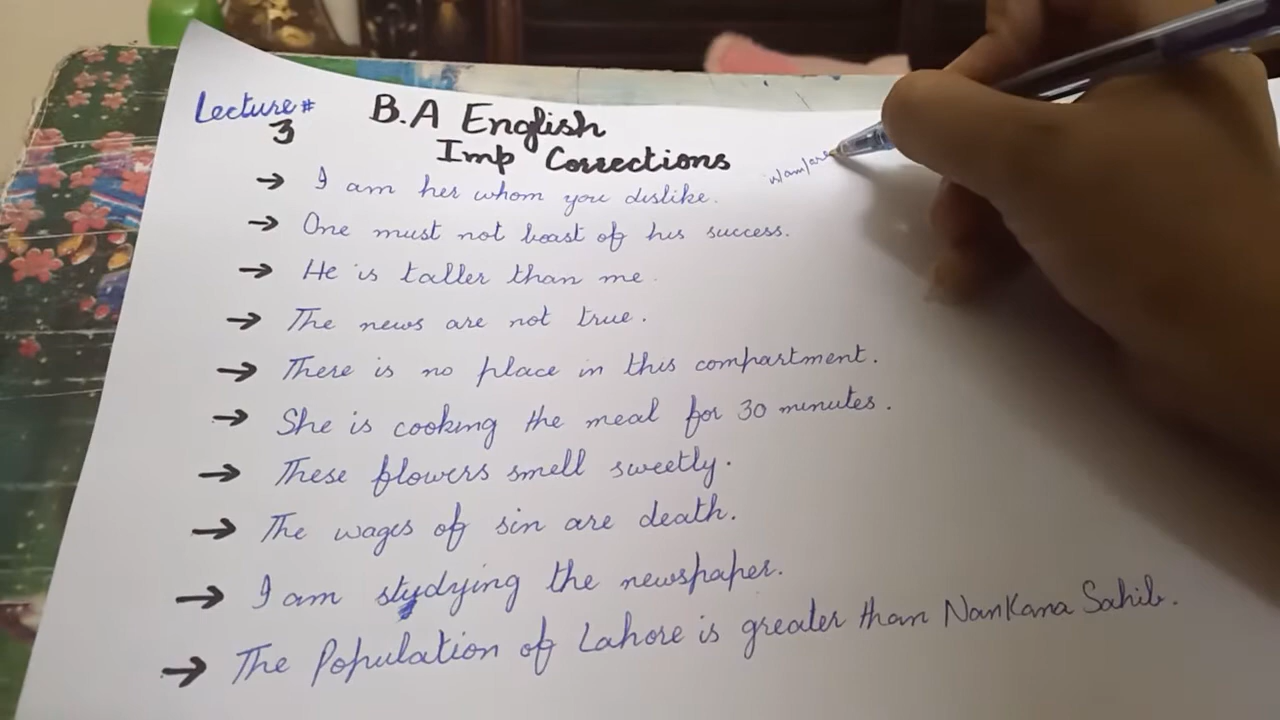 Lecture #
3
B.A English
Imp Corrections
→ I am her whom you dislike.
→ One must not boast of his success.
→ He is taller than me.
→ The news are not true.
→ There is no place in this compartment.
→ She is cooking the meal for 30 minutes.
→ These flowers smell sweetly.
→ The wages of sin are death.
→ I am studying the newspaper.
→ The Population of Lahore is greater than Nankana Sahib.